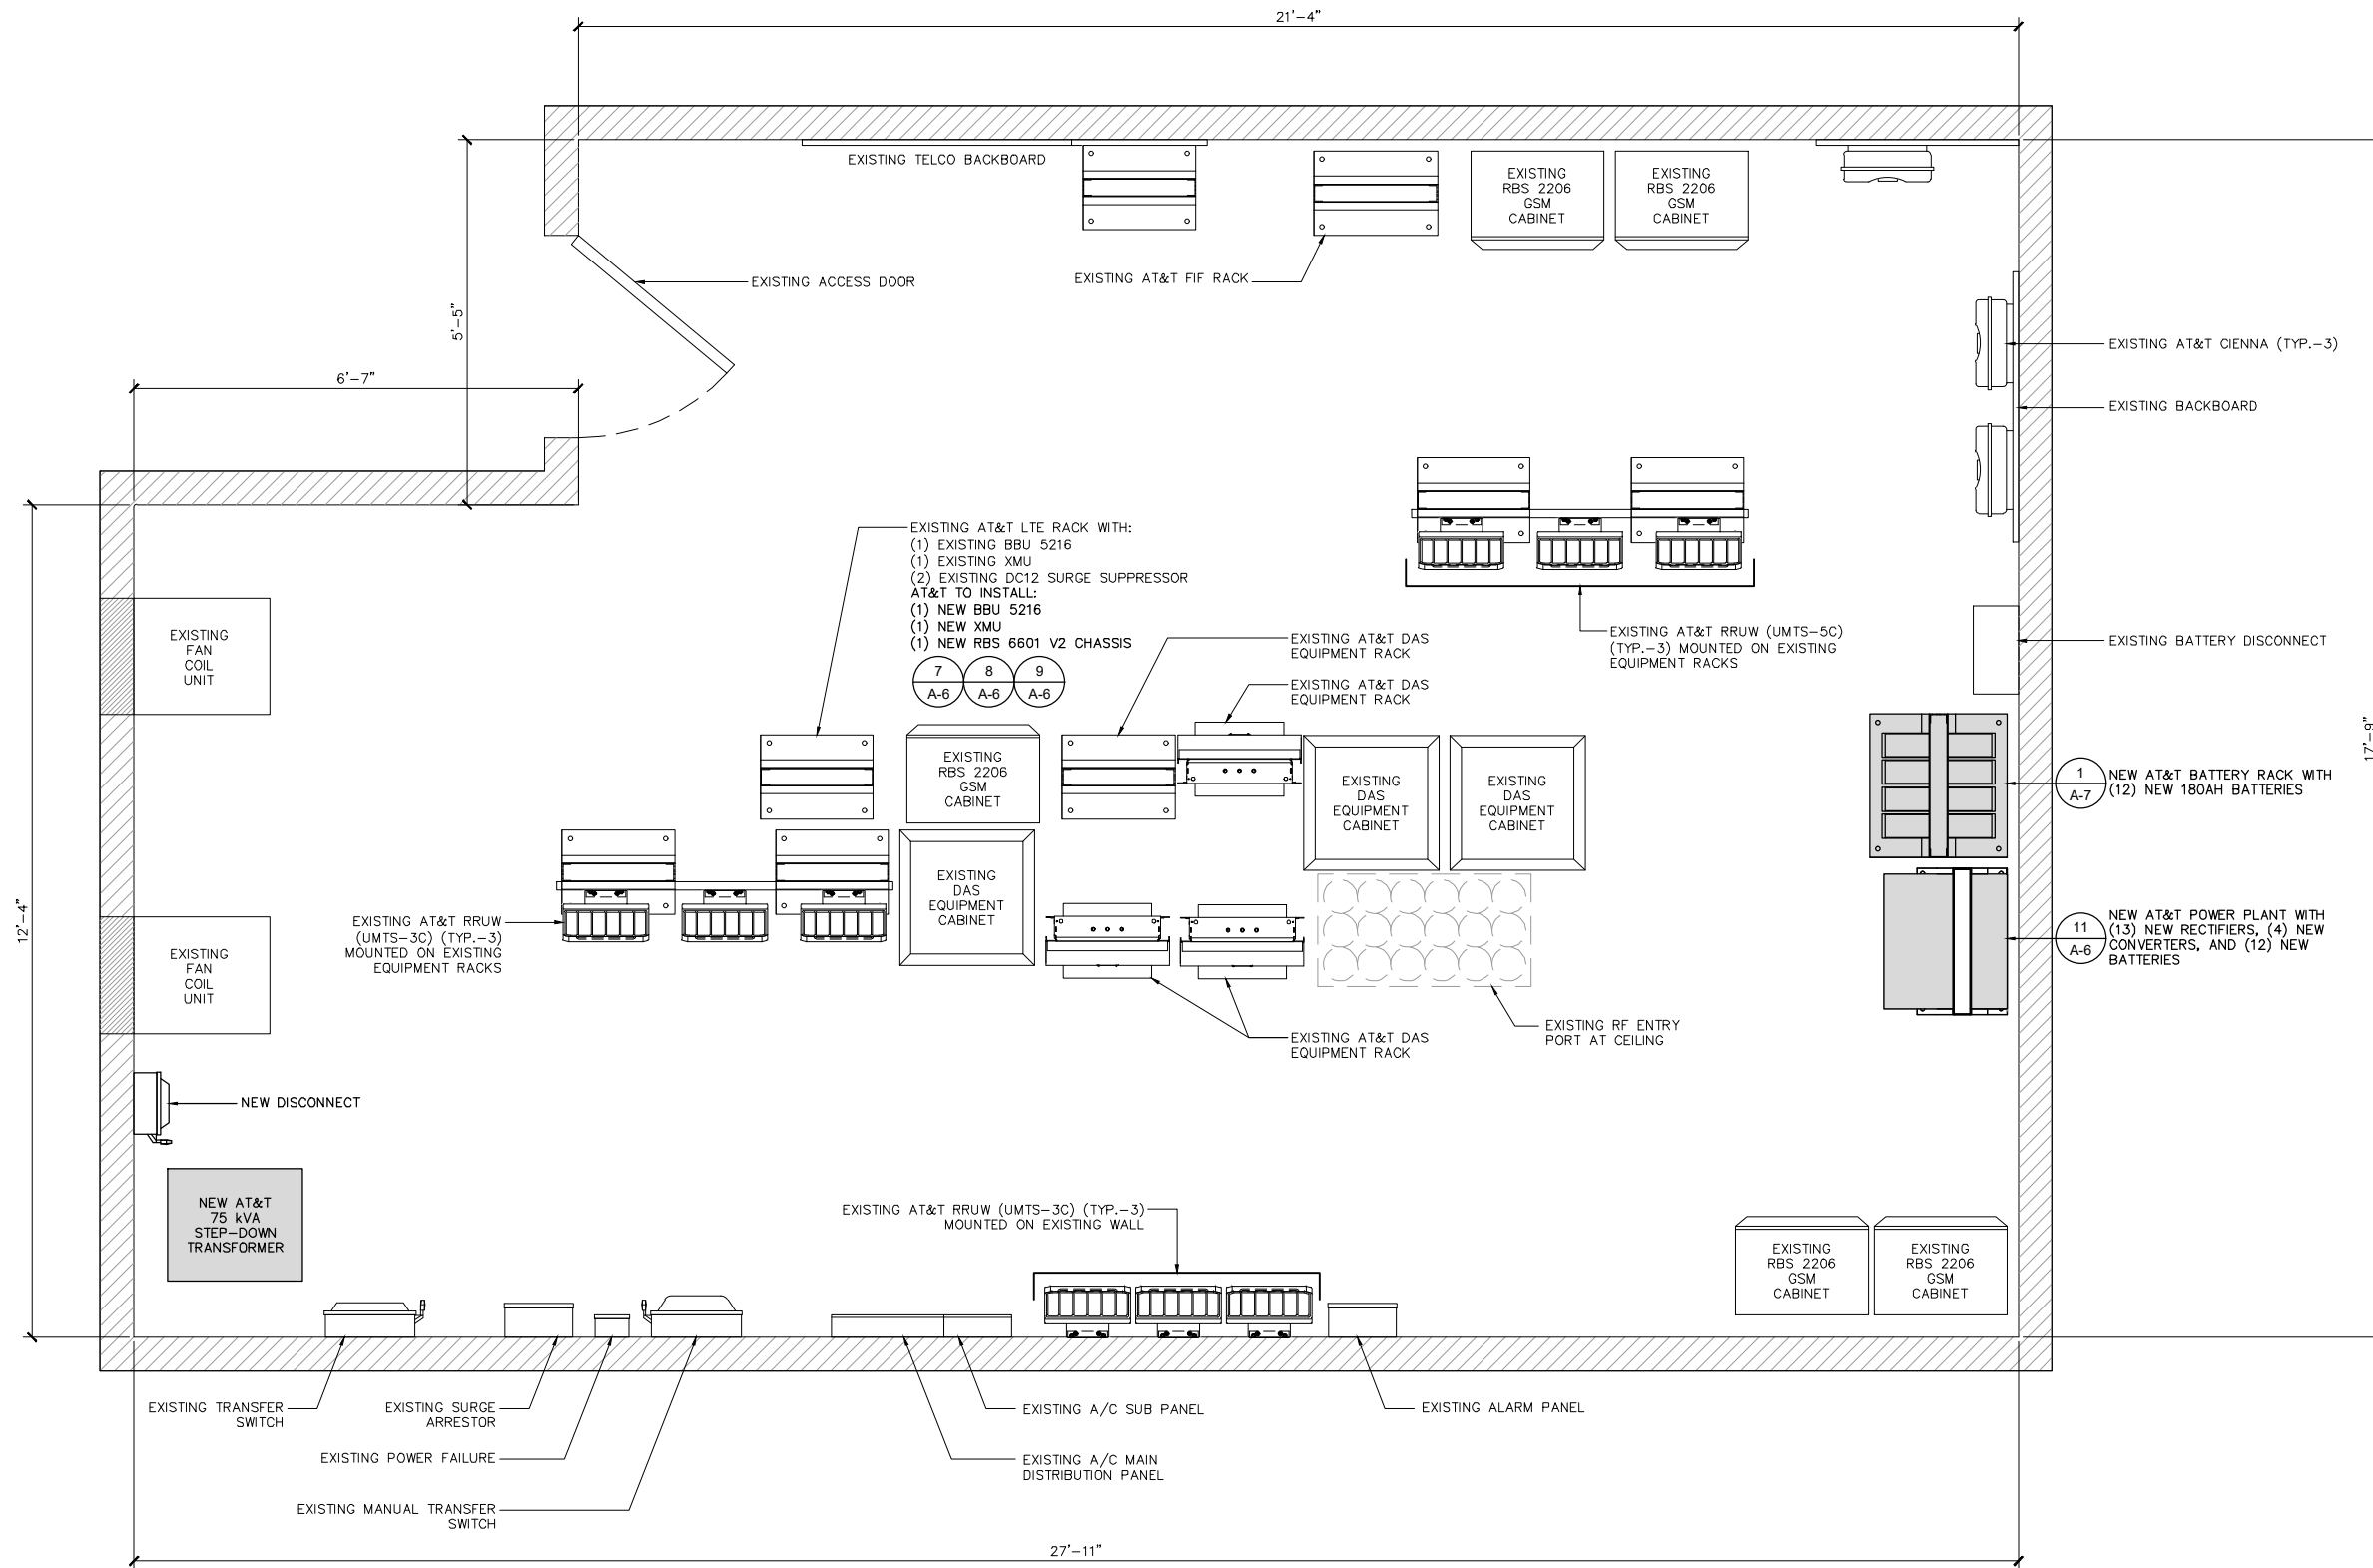 21'-4"
EXISTING TELCO BACKBOARD
EXISTING
RBS 2206
GSM
CABINET
EXISTING
RBS 2206
GSM
CABINET
EXISTING ACCESS DOOR
EXISTING AT&T FIF RACK
5'-5"
6'-7"
EXISTING AT&T CIENNA (TYP.-3)
EXISTING BACKBOARD
EXISTING AT&T LTE RACK WITH:
(1) EXISTING BBU 5216
(1) EXISTING XMU
(2) EXISTING DC12 SURGE SUPPRESSOR
AT&T TO INSTALL:
(1) NEW BBU 5216
(1) NEW XMU
(1) NEW RBS 6601 V2 CHASSIS
7
A-6
8
A-6
9
A-6
EXISTING AT&T DAS
EQUIPMENT RACK
EXISTING AT&T DAS
EQUIPMENT RACK
EXISTING AT&T RRUW (UMTS-5C)
(TYP.-3) MOUNTED ON EXISTING
EQUIPMENT RACKS
EXISTING BATTERY DISCONNECT
EXISTING
FAN
COIL
UNIT
17'-9"
EXISTING
RBS 2206
GSM
CABINET
EXISTING
DAS
EQUIPMENT
CABINET
EXISTING
DAS
EQUIPMENT
CABINET
1
A-7
NEW AT&T BATTERY RACK WITH
(12) NEW 180AH BATTERIES
EXISTING
DAS
EQUIPMENT
CABINET
12'-4"
EXISTING AT&T RRUW
(UMTS-3C) (TYP.-3)
MOUNTED ON EXISTING
EQUIPMENT RACKS
11
A-6
NEW AT&T POWER PLANT WITH
(13) NEW RECTIFIERS, (4) NEW
CONVERTERS, AND (12) NEW
BATTERIES
EXISTING
FAN
COIL
UNIT
EXISTING AT&T DAS
EQUIPMENT RACK
EXISTING RF ENTRY
PORT AT CEILING
NEW DISCONNECT
NEW AT&T
75 kVA
STEP-DOWN
TRANSFORMER
EXISTING AT&T RRUW (UMTS-3C) (TYP.-3)
MOUNTED ON EXISTING WALL
EXISTING
RBS 2206
GSM
CABINET
EXISTING
RBS 2206
GSM
CABINET
EXISTING TRANSFER
SWITCH
EXISTING SURGE
ARRESTOR
EXISTING A/C SUB PANEL
EXISTING ALARM PANEL
EXISTING POWER FAILURE
EXISTING A/C MAIN
DISTRIBUTION PANEL
EXISTING MANUAL TRANSFER
SWITCH
27'-11"